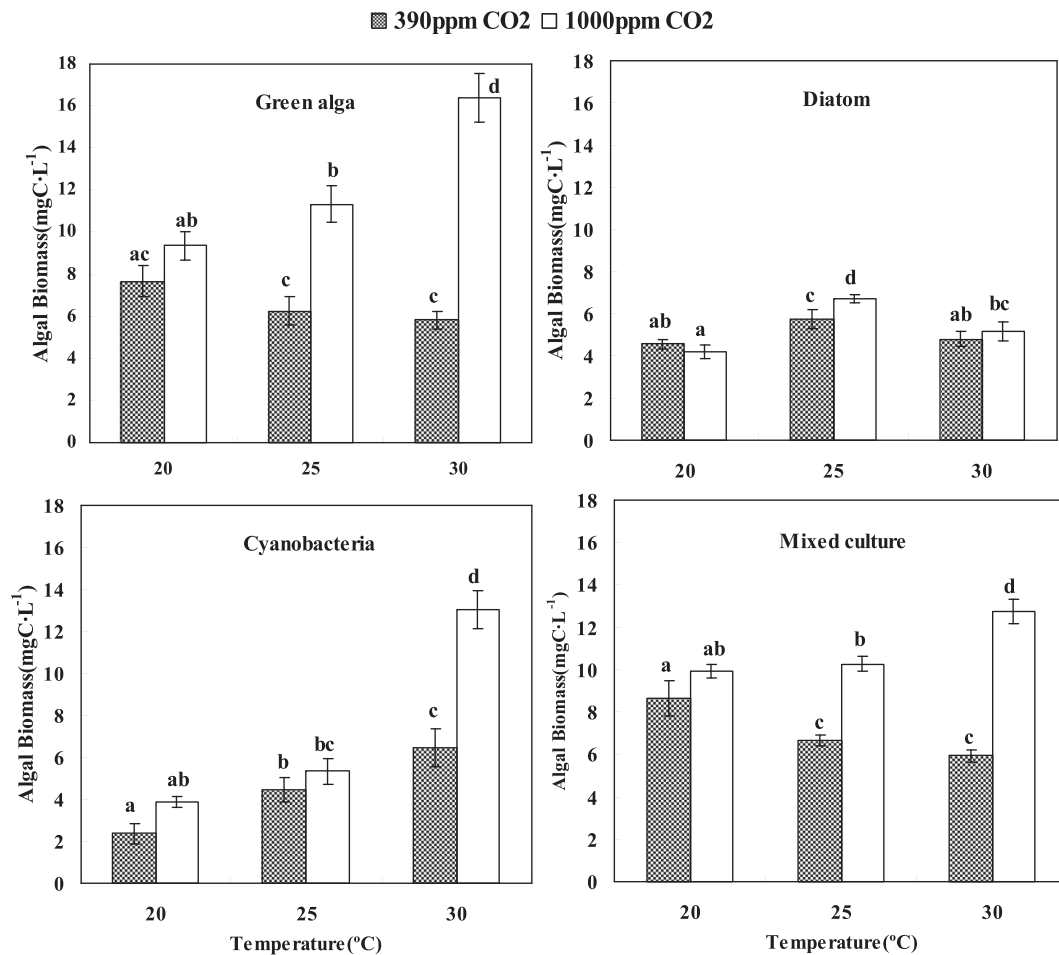 390ppm CO2 1000ppm CO2
Green alga
Algal Biomass(mgC·L-1)
18
16
14
12
10
8
6
4
2
0
ac
ab
c
b
c
d
20 25 30
Diatom
Algal Biomass(mgC·L-1)
18
16
14
12
10
8
6
4
2
0
ab
a
c
d
ab
bc
20 25 30
Cyanobacteria
Algal Biomass(mgC·L-1)
18
16
14
12
10
8
6
4
2
0
a
ab
b
bc
c
d
20 25 30
Temperature(ºC)
Mixed culture
Algal Biomass(mgC·L-1)
18
16
14
12
10
8
6
4
2
0
a
ab
c
b
c
d
20 25 30
Temperature(ºC)